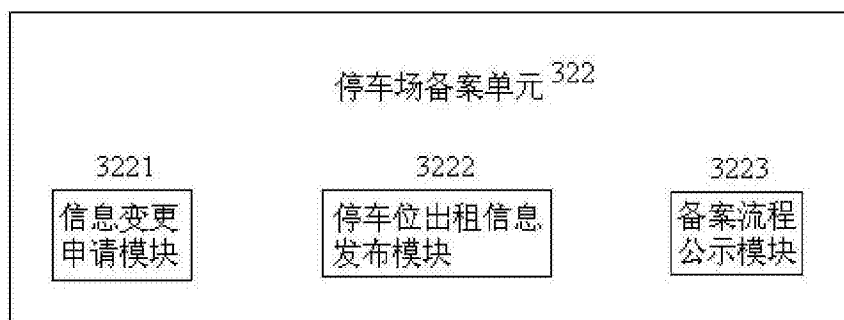 停车场备案单元 322
3221
3222
3223
信息变更
申请模块
停车位出租信息
发布模块
备案流程
公示模块